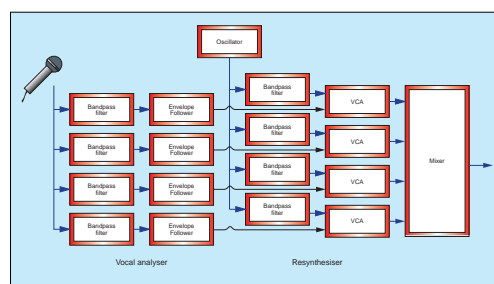 Oscillator
Bandpass
filter
Bandpass
filter
Envelope
Follower
VCA
Bandpass
filter
Bandpass
filter
Envelope
Follower
VCA
Mixer
Bandpass
filter
Bandpass
filter
Envelope
Follower
VCA
Bandpass
filter
Bandpass
filter
Envelope
Follower
VCA
Vocal analyser
Resynthesiser